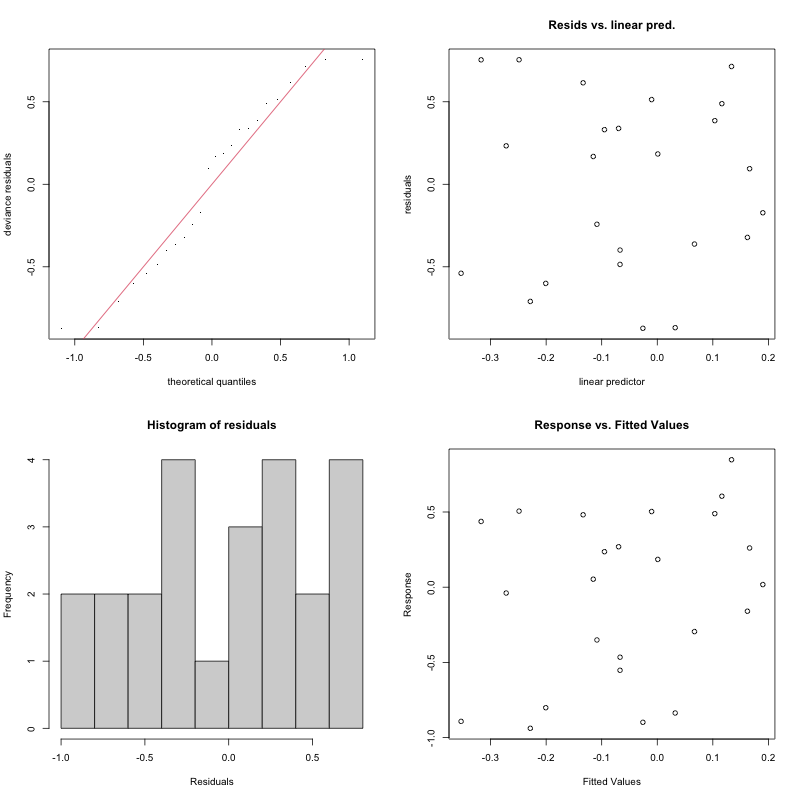 deviance residuals
0.5
0.0
-0.5
-1.0 -0.5 0.0 0.5 1.0
theoretical quantiles
Resids vs. linear pred.
residuals
0.5
0.0
-0.5
-0.3 -0.2 -0.1 0.0 0.1 0.2
linear predictor
Histogram of residuals
Frequency
4
3
2
1
0
-1.0 -0.5 0.0 0.5
Residuals
Response vs. Fitted Values
Response
0.5
0.0
-0.5
-1.0
-0.3 -0.2 -0.1 0.0 0.1 0.2
Fitted Values